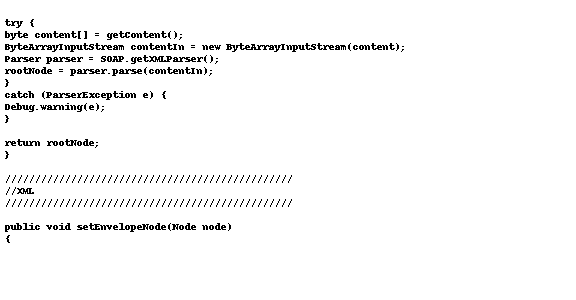 try {
byte content[] = getContent();
ByteArrayInputStream contentIn = new ByteArrayInputStream(content);
Parser parser = SOAP.getXMLParser();
rootNode = parser.parse(contentIn);
}
catch (ParserException e) {
Debug.warning(e);
}
return rootNode;
}
////////////////////////////////////////////////
//XML
////////////////////////////////////////////////
public void setEnvelopeNode(Node node)
{